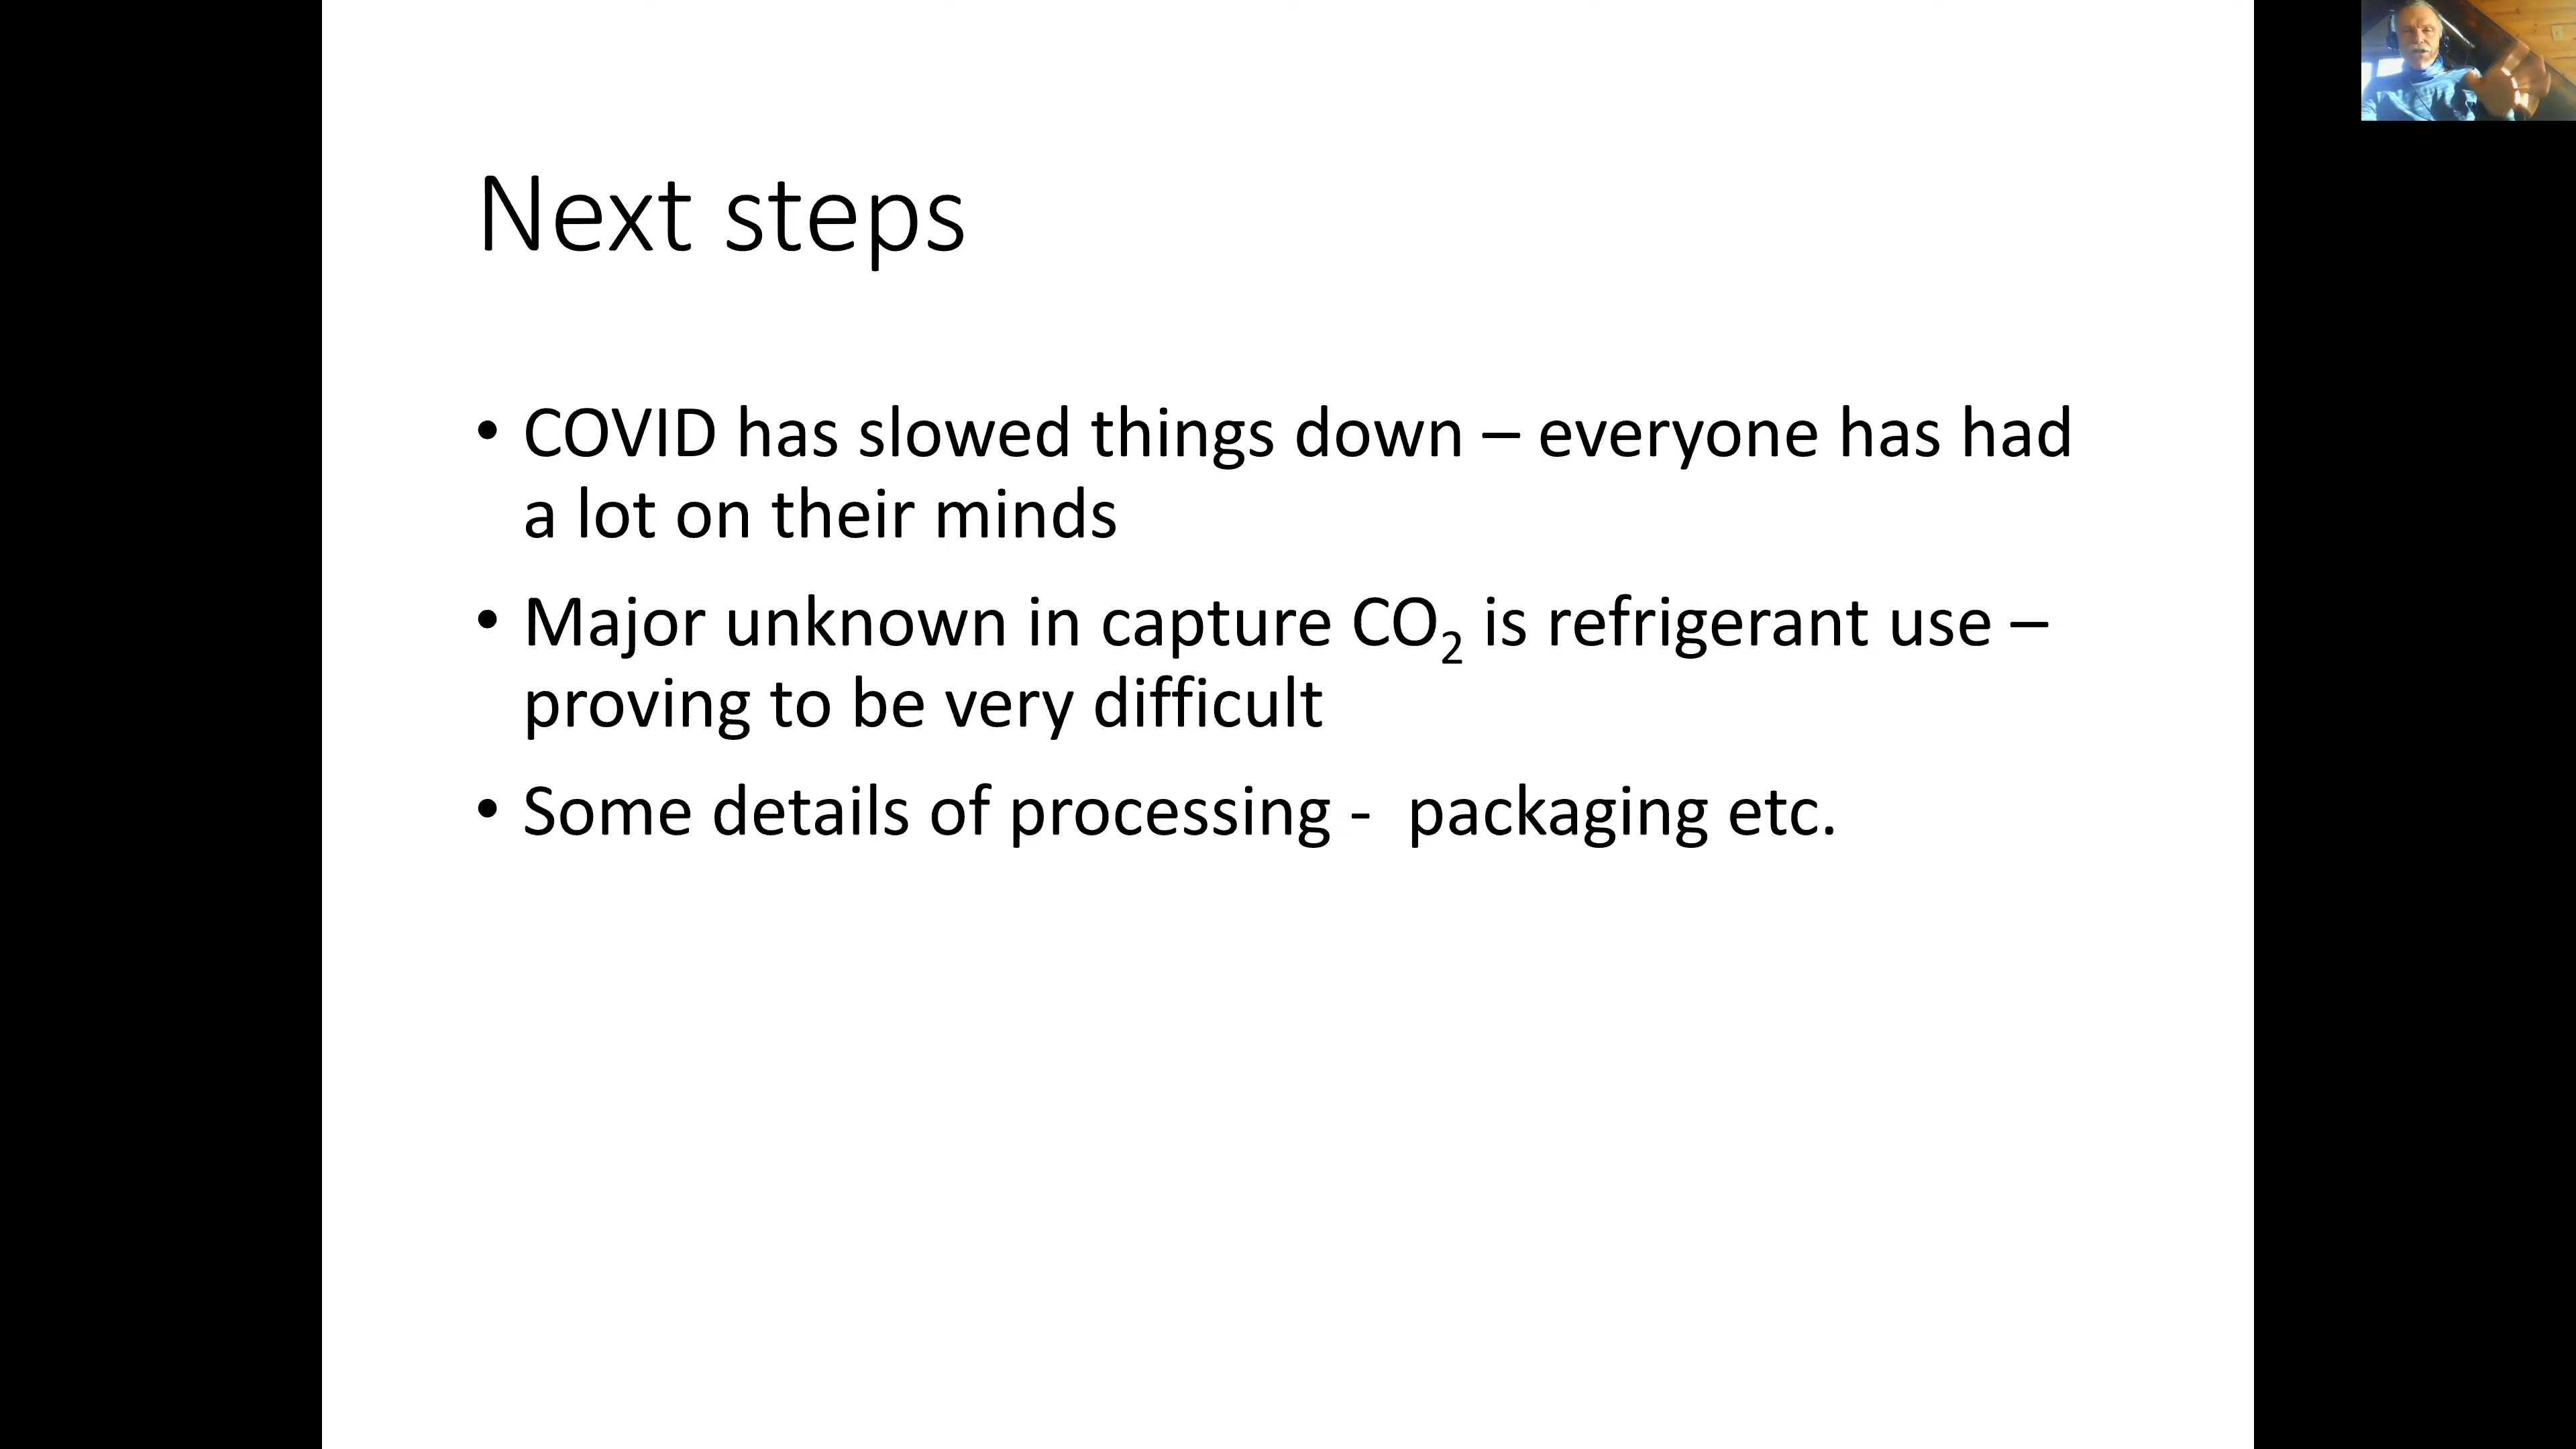 Next steps
• COVID has slowed things down – everyone has had
a lot on their minds
• Major unknown in capture CO₂ is refrigerant use –
proving to be very difficult
• Some details of processing -  packaging etc.